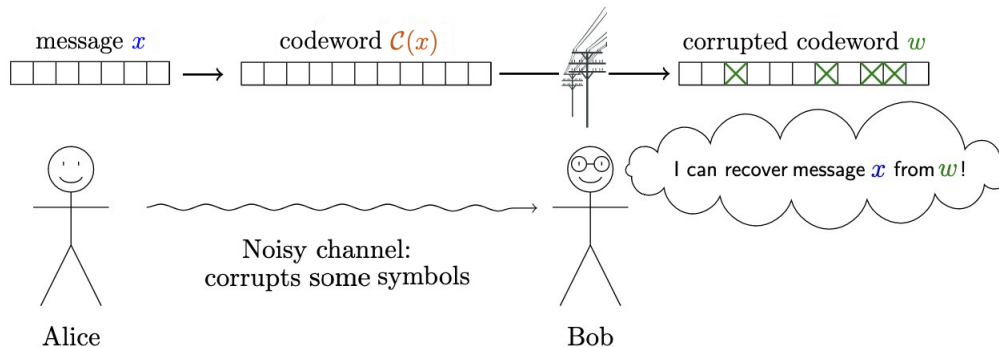 message x
codeword C(x)
corrupted codeword w
I can recover message x from w!
Noisy channel:
corrupts some symbols
Alice
Bob